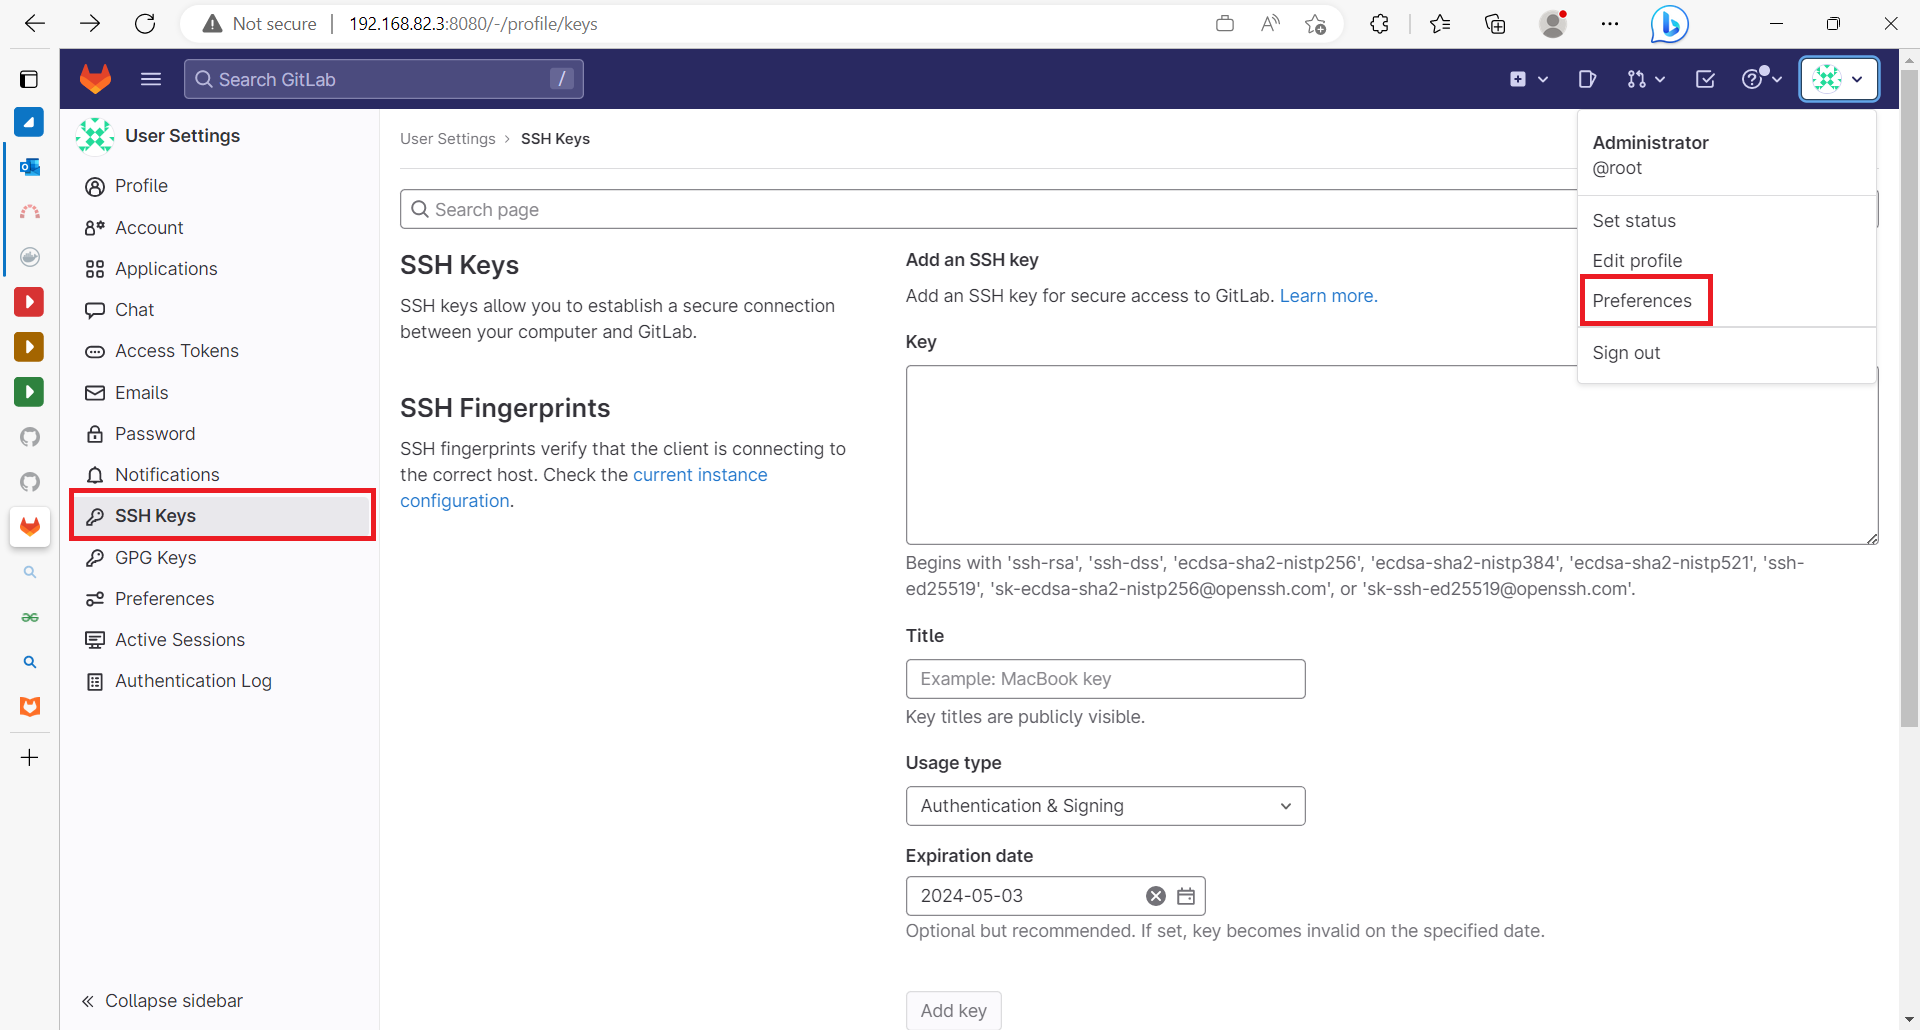 Not secure | 192.168.82.3:8080/-/profile/keys
Search GitLab /
User Settings
Profile
Account
Applications
Chat
Access Tokens
Emails
Password
Notifications
SSH Keys
GPG Keys
Preferences
Active Sessions
Authentication Log
« Collapse sidebar
User Settings › SSH Keys
Search page
SSH Keys
SSH keys allow you to establish a secure connection
between your computer and GitLab.
SSH Fingerprints
SSH fingerprints verify that the client is connecting to
the correct host. Check the current instance
configuration.
Add an SSH key
Add an SSH key for secure access to GitLab. Learn more.
Key
Begins with 'ssh-rsa', 'ssh-dss', 'ecdsa-sha2-nistp256', 'ecdsa-sha2-nistp384', 'ecdsa-sha2-nistp521', 'ssh-
ed25519', 'sk-ecdsa-sha2-nistp256@openssh.com', or 'sk-ssh-ed25519@openssh.com'.
Title
Example: MacBook key
Key titles are publicly visible.
Usage type
Authentication & Signing
Expiration date
2024-05-03
Optional but recommended. If set, key becomes invalid on the specified date.
Add key
Administrator
@root
Set status
Edit profile
Preferences
Sign out